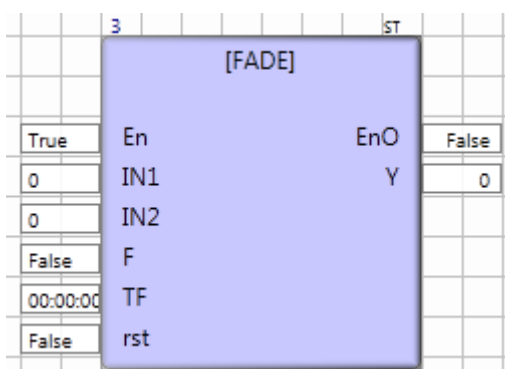 3 ST
[FADE]
True En EnO False
0 IN1 Y 0
0 IN2
False F
00:00:00 TF
False rst